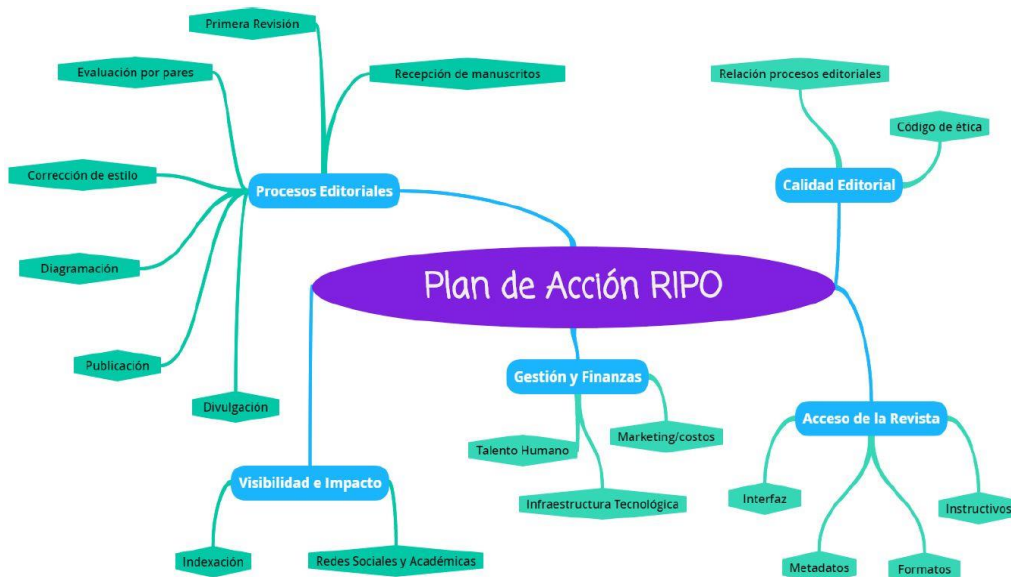 Primera Revisión
Recepción de manuscritos
Evaluación por pares
Relación procesos editoriales
Código de ética
Corrección de estilo
Procesos Editoriales
Calidad Editorial
Diagramación
Plan de Acción RIPO
Publicación
Divulgación
Gestión y Finanzas
Acceso de la Revista
Talento Humano
Marketing/costos
Visibilidad e Impacto
Infraestructura Tecnológica
Interfaz
Instructivos
Indexación
Redes Sociales y Académicas
Metadatos
Formatos